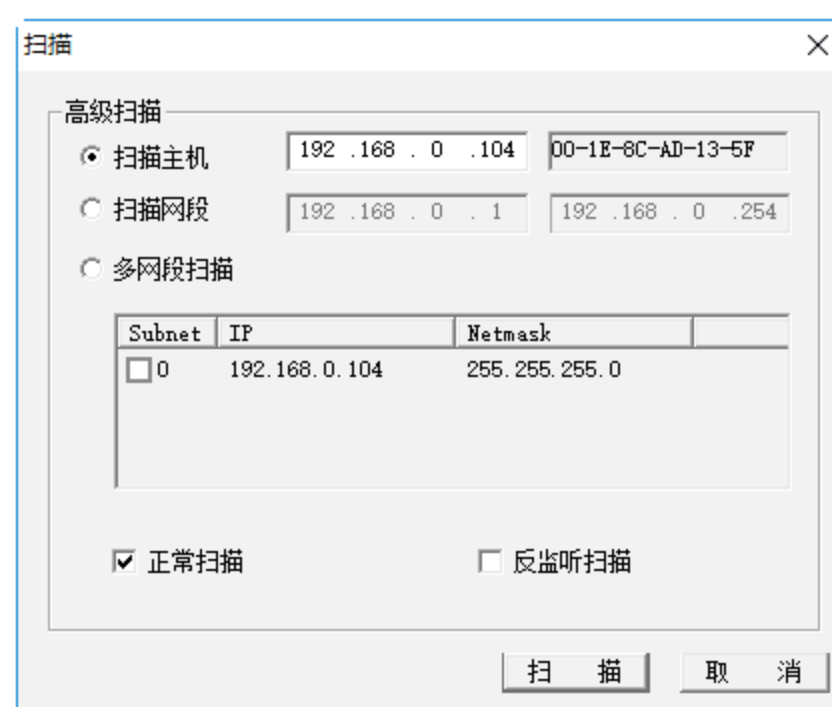 扫描
高级扫描
扫描主机 192 .168 . 0 .104 00-1E-8C-AD-13-5F
扫描网段 192 .168 . 0 . 1 192 .168 . 0 .254
多网段扫描
Subnet IP Netmask
0 192.168.0.104 255.255.255.0
正常扫描 反监听扫描
扫 描 取 消